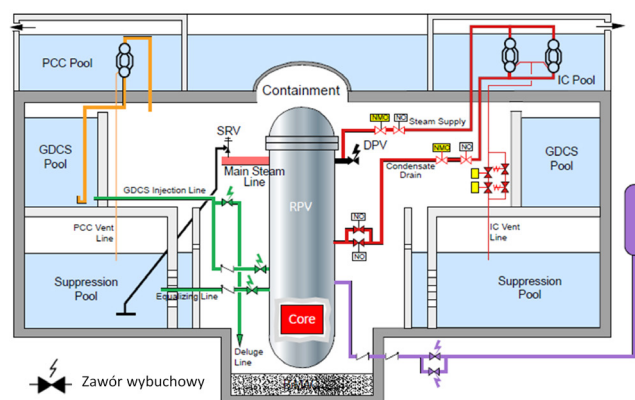 PCC Pool
IC Pool
Containment
NMO
NO
Steam Supply
SRV
DPV
GDCS
Pool
Main Steam
Line
NMO
NO
Condensate
Drain
GDCS
Pool
GDCS Injection Line
RPV
NO
NO
PCC Vent
Line
IC Vent
Line
Suppression
Pool
Equalizing Line
Suppression
Pool
Core
Deluge
Line
Zawór wybuchowy